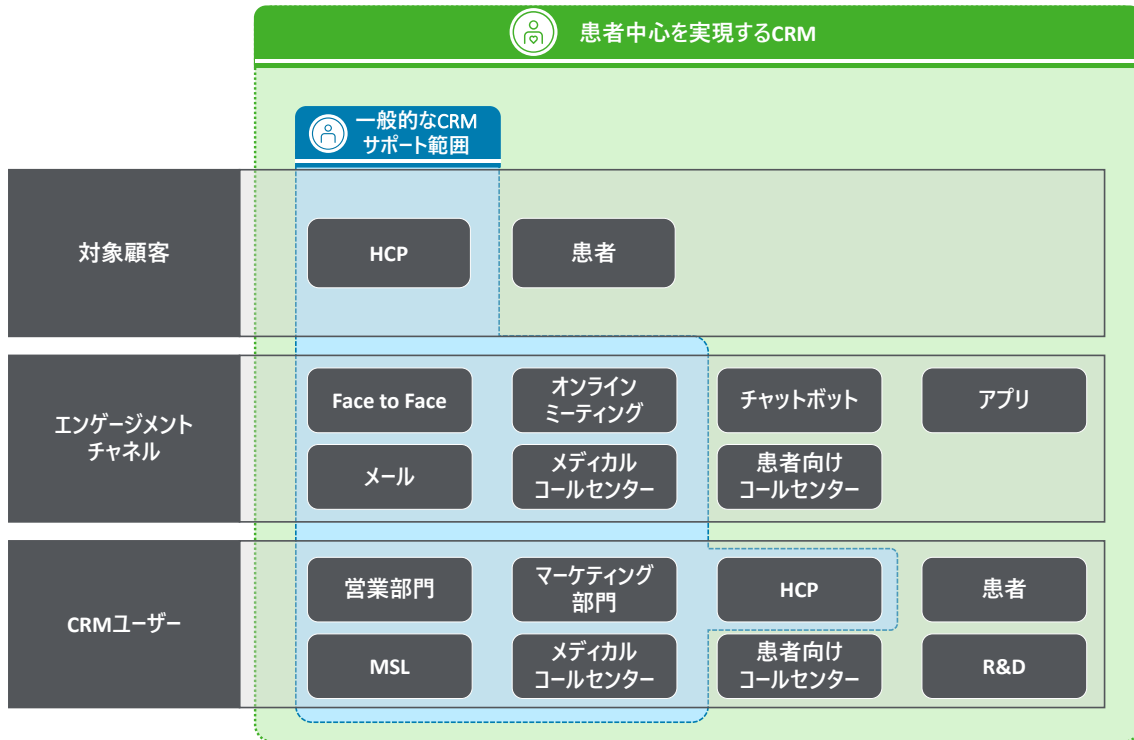 患者中心を実現するCRM
一般的なCRM
サポート範囲
対象顧客
HCP
患者
エンゲージメント
チャネル
Face to Face
オンライン
ミーティング
チャットボット
アプリ
メール
メディカル
コールセンター
患者向け
コールセンター
CRMユーザー
営業部門
マーケティング
部門
HCP
患者
MSL
メディカル
コールセンター
患者向け
コールセンター
R&D